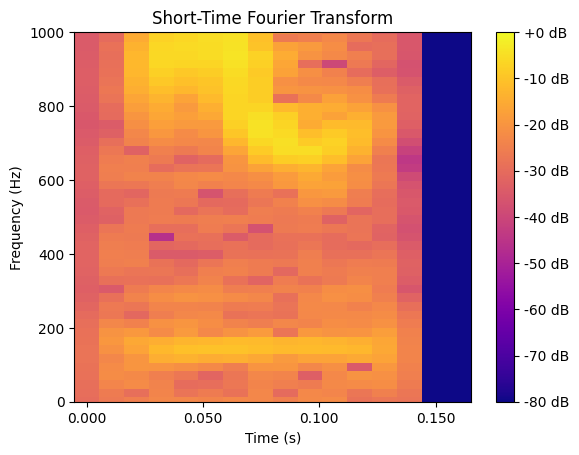 Short-Time Fourier Transform
Frequency (Hz)
1000
800
600
400
200
0
0.000 0.050 0.100 0.150
Time (s)
+0 dB
-10 dB
-20 dB
-30 dB
-40 dB
-50 dB
-60 dB
-70 dB
-80 dB